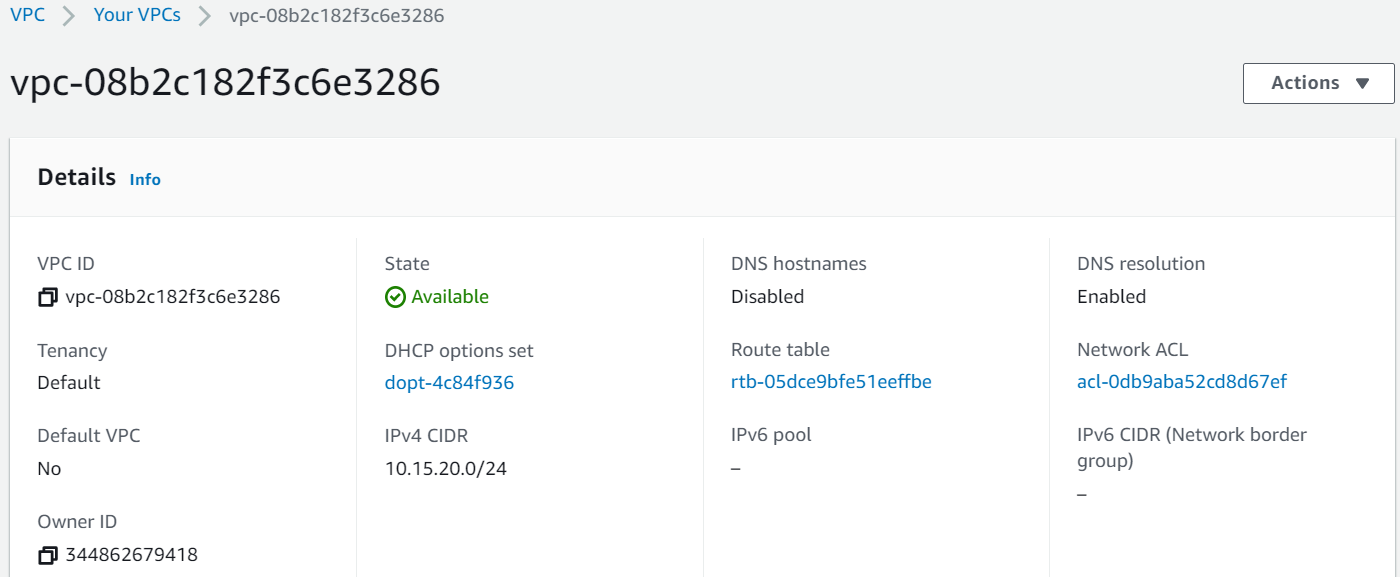 VPC > Your VPCs > vpc-08b2c182f3c6e3286
vpc-08b2c182f3c6e3286
Actions
Details Info
VPC ID
vpc-08b2c182f3c6e3286
State
Available
DNS hostnames
Disabled
DNS resolution
Enabled
Tenancy
Default
DHCP options set
dopt-4c84f936
Route table
rtb-05dce9bfe51eeffbe
Network ACL
acl-0db9aba52cd8d67ef
Default VPC
No
IPv4 CIDR
10.15.20.0/24
IPv6 pool
–
IPv6 CIDR (Network border
group)
–
Owner ID
344862679418